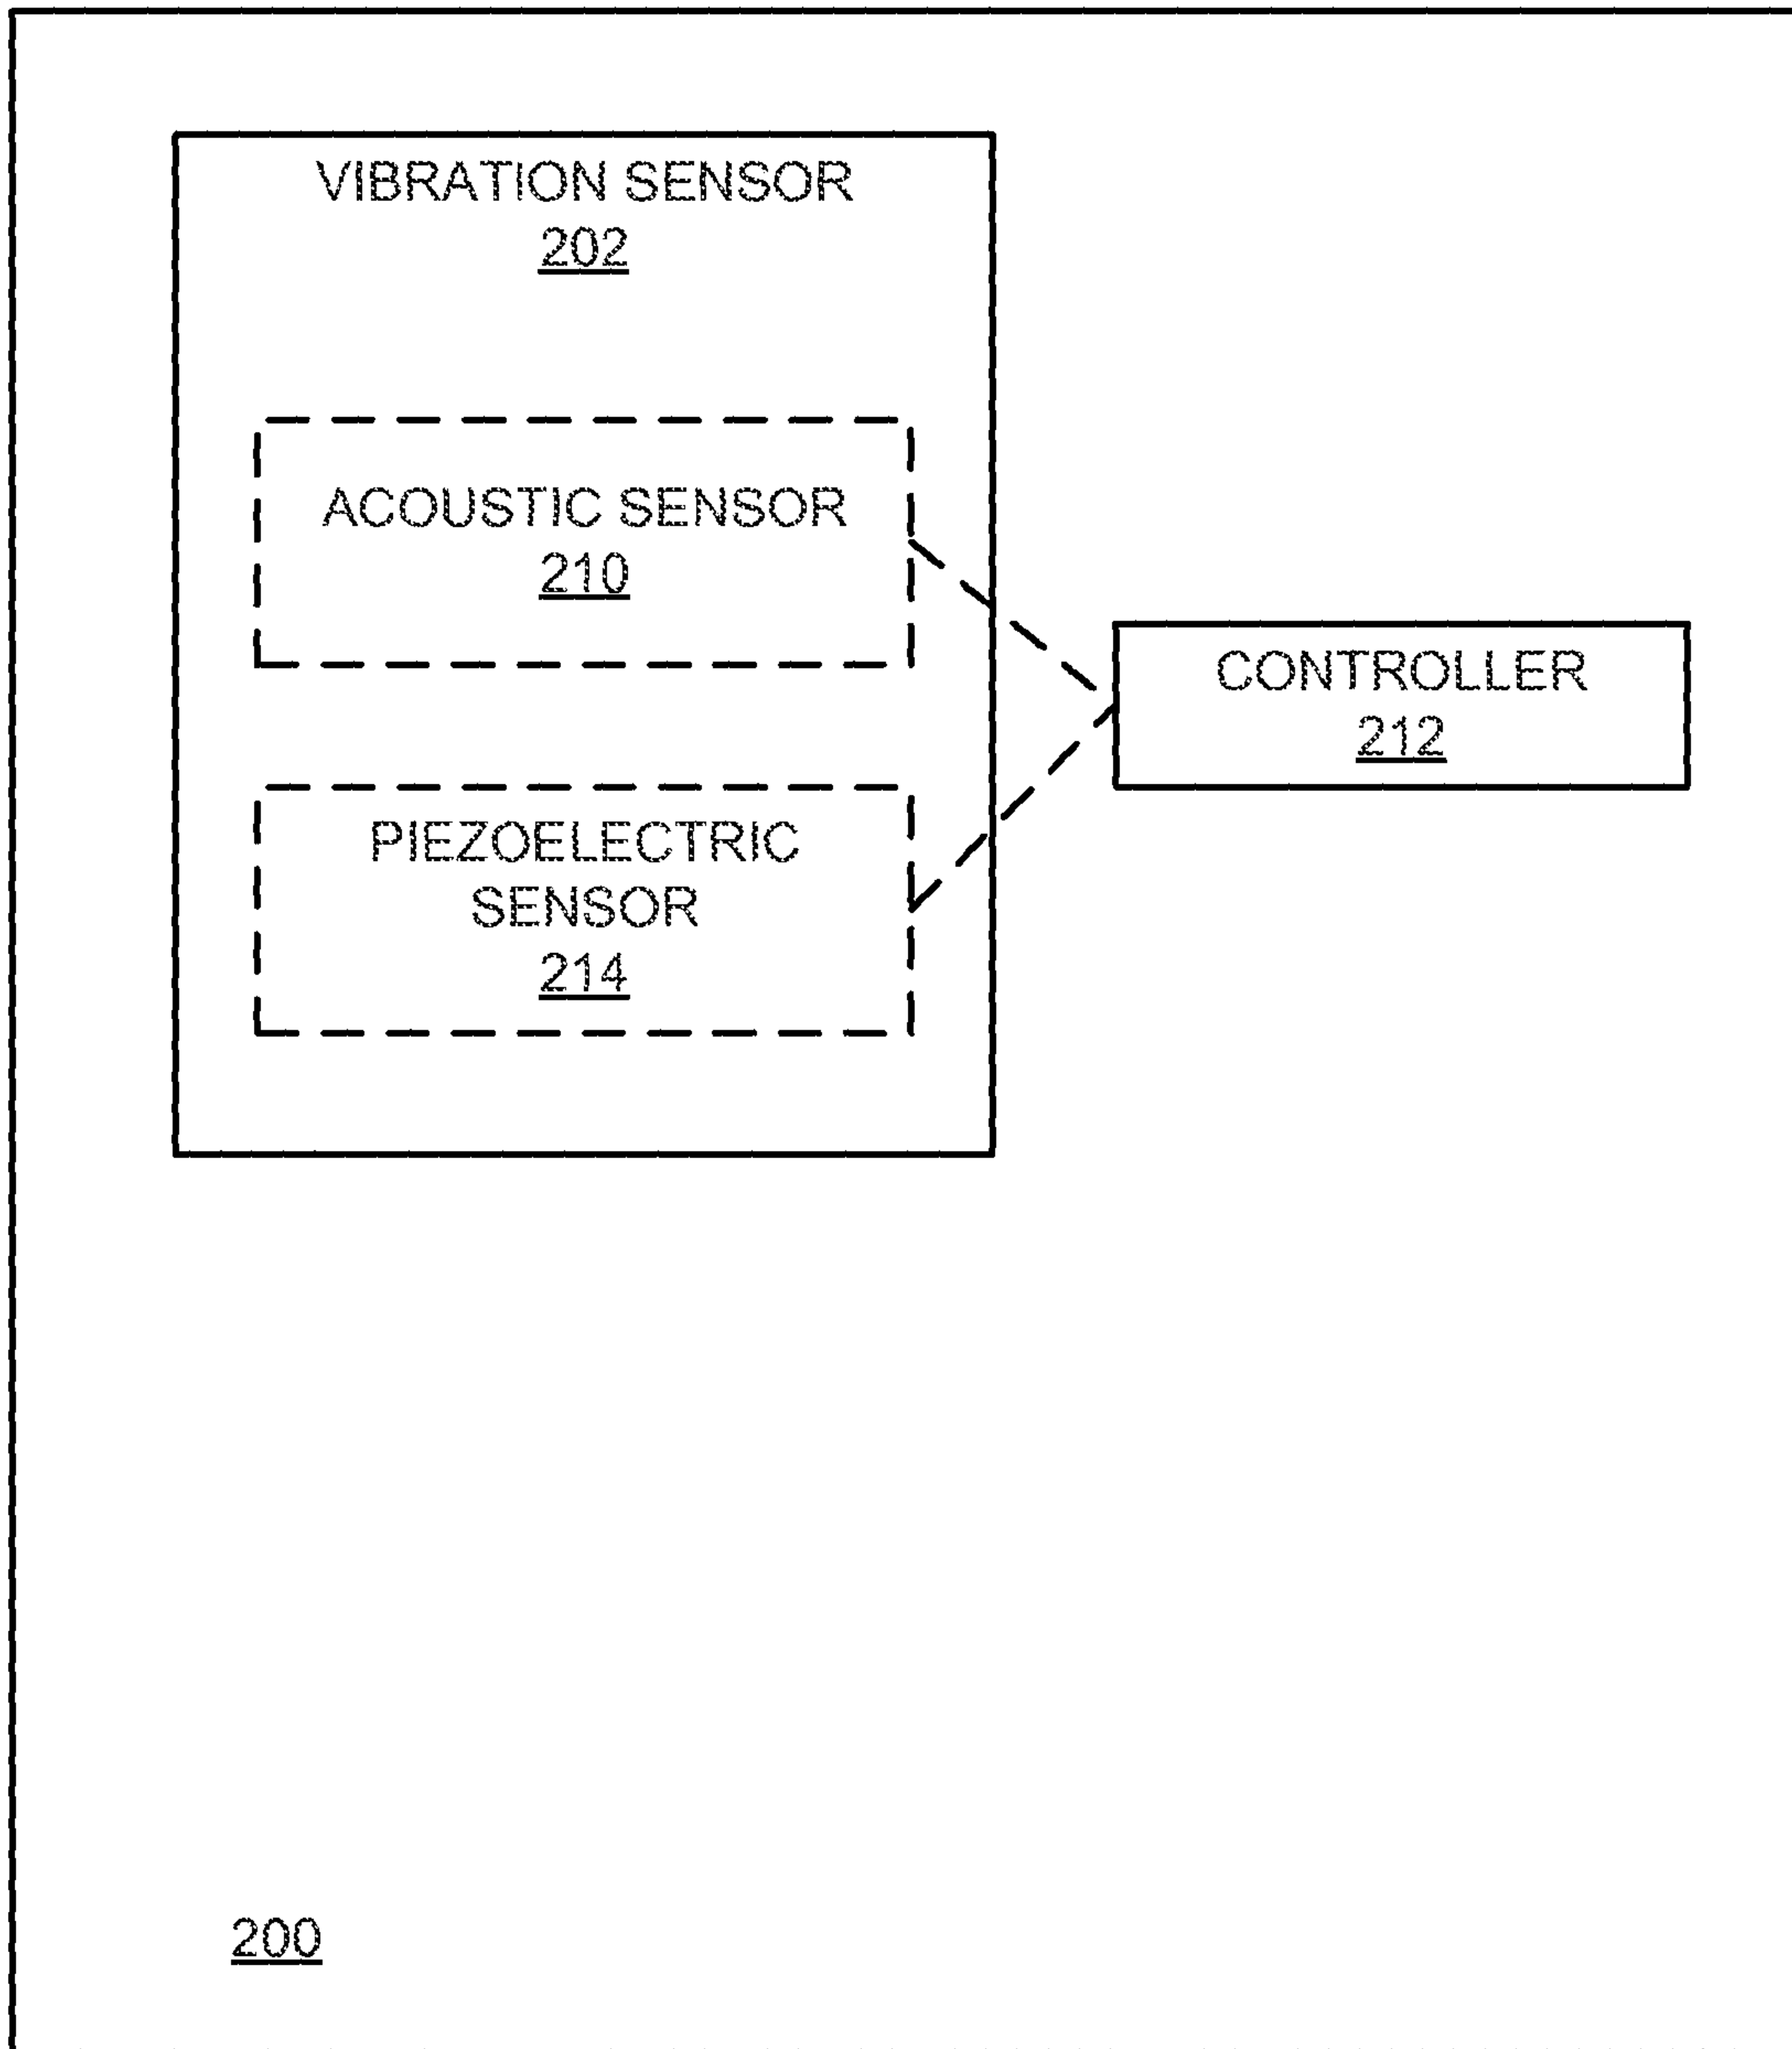 VIBRATION SENSOR
202
ACOUSTIC SENSOR
210
CONTROLLER
212
PIEZOELECTRIC
SENSOR
214
200